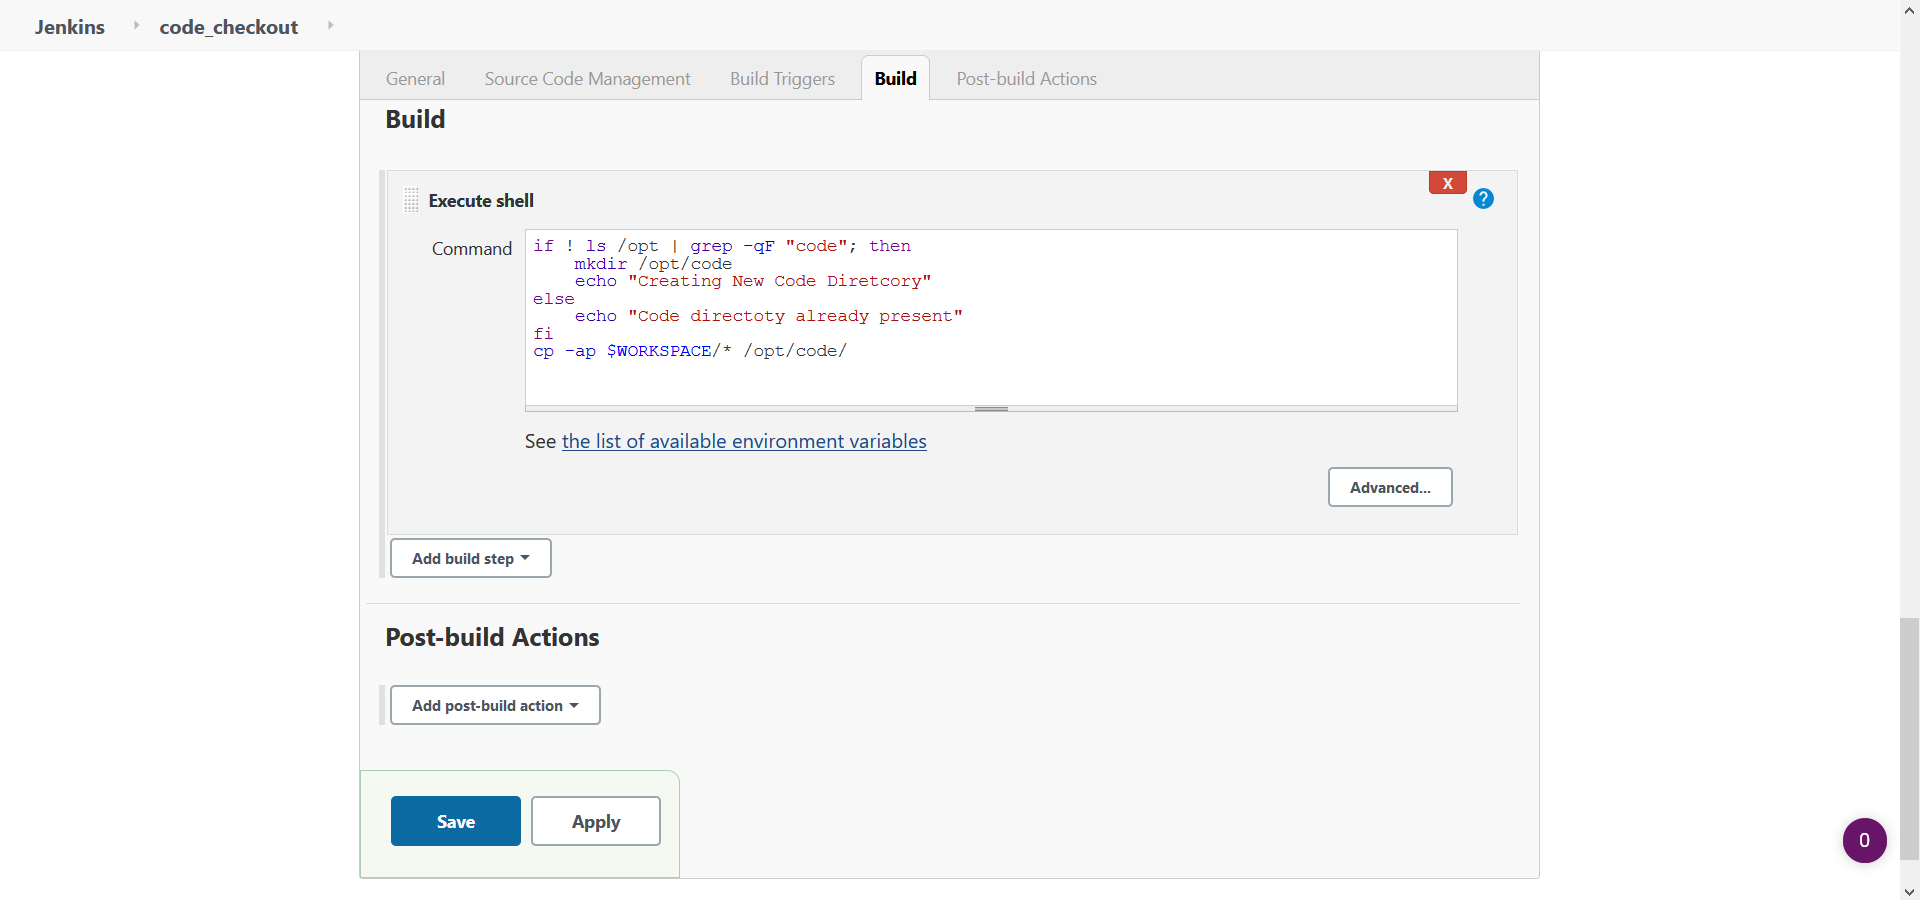 Jenkins code_checkout
General Source Code Management Build Triggers Build Post-build Actions
Build
X
Execute shell ?
Command
if ! ls /opt | grep -qF "code"; then
    mkdir /opt/code
    echo "Creating New Code Diretcory"
else
    echo "Code directoty already present"
fi
cp -ap $WORKSPACE/* /opt/code/
See the list of available environment variables
Advanced...
Add build step
Post-build Actions
Add post-build action
Save Apply
0